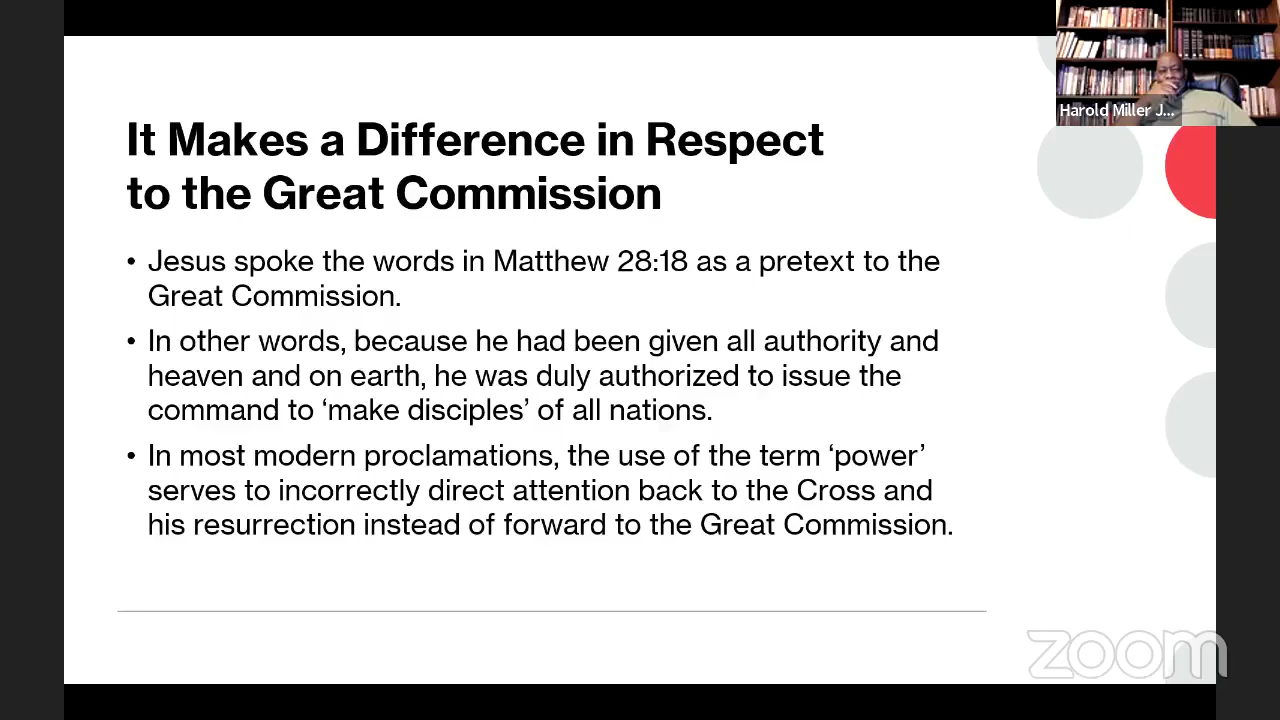 Harold Miller J...
It Makes a Difference in Respect
to the Great Commission
• Jesus spoke the words in Matthew 28:18 as a pretext to the
Great Commission.
• In other words, because he had been given all authority and
heaven and on earth, he was duly authorized to issue the
command to ‘make disciples’ of all nations.
• In most modern proclamations, the use of the term ‘power’
serves to incorrectly direct attention back to the Cross and
his resurrection instead of forward to the Great Commission.
zoom